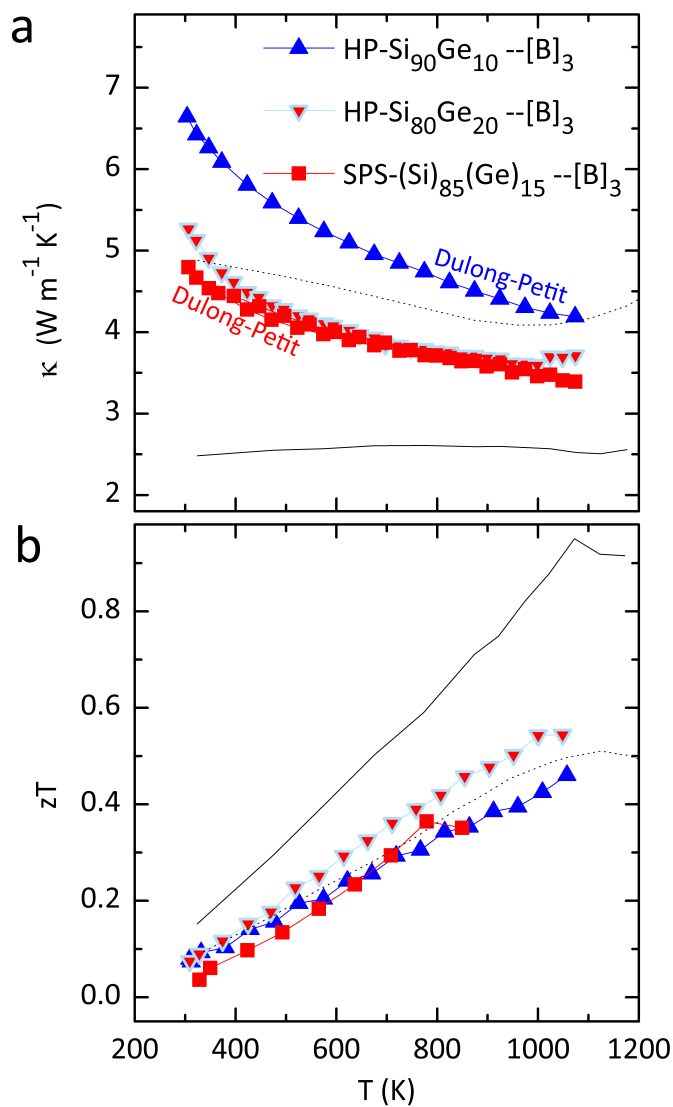 a
HP-Si₉₀Ge₁₀ --[B]₃
HP-Si₈₀Ge₂₀ --[B]₃
SPS-(Si)₈₅(Ge)₁₅ --[B]₃
7
6
5
4
3
2
κ (W m⁻¹ K⁻¹)
Dulong-Petit
Dulong-Petit
b
0.8
0.6
0.4
0.2
0.0
zT
200 400 600 800 1000 1200
T (K)